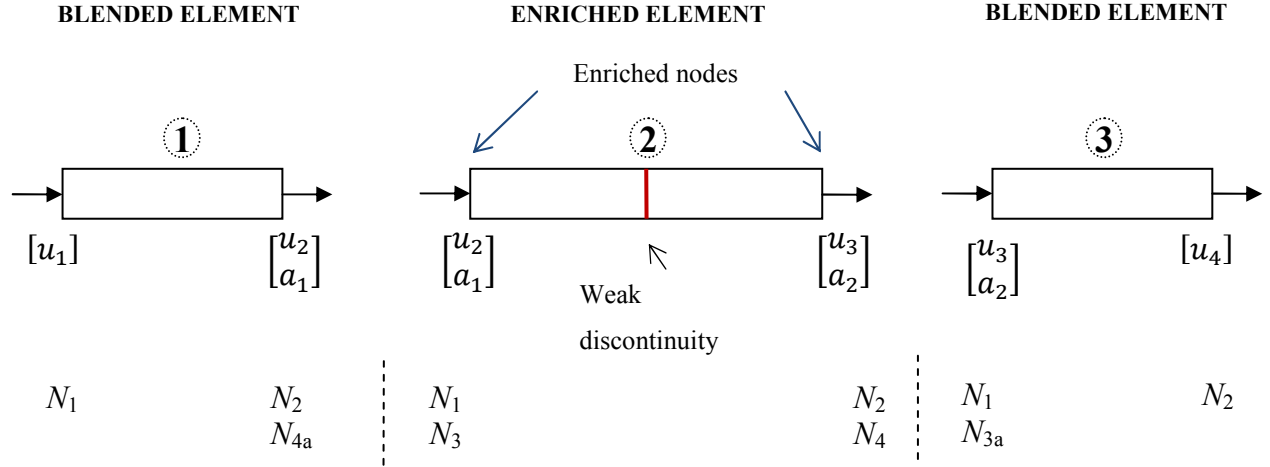 BLENDED ELEMENT ENRICHED ELEMENT BLENDED ELEMENT
Enriched nodes
1 2 3
[u₁] [u₂ a₁] [u₂ a₁] [u₃ a₂] [u₃ a₂] [u₄]
Weak
discontinuity
N₁ N₂ N₁ N₂ N₁ N₂
N₄ₐ N₃ N₄ N₃ₐ